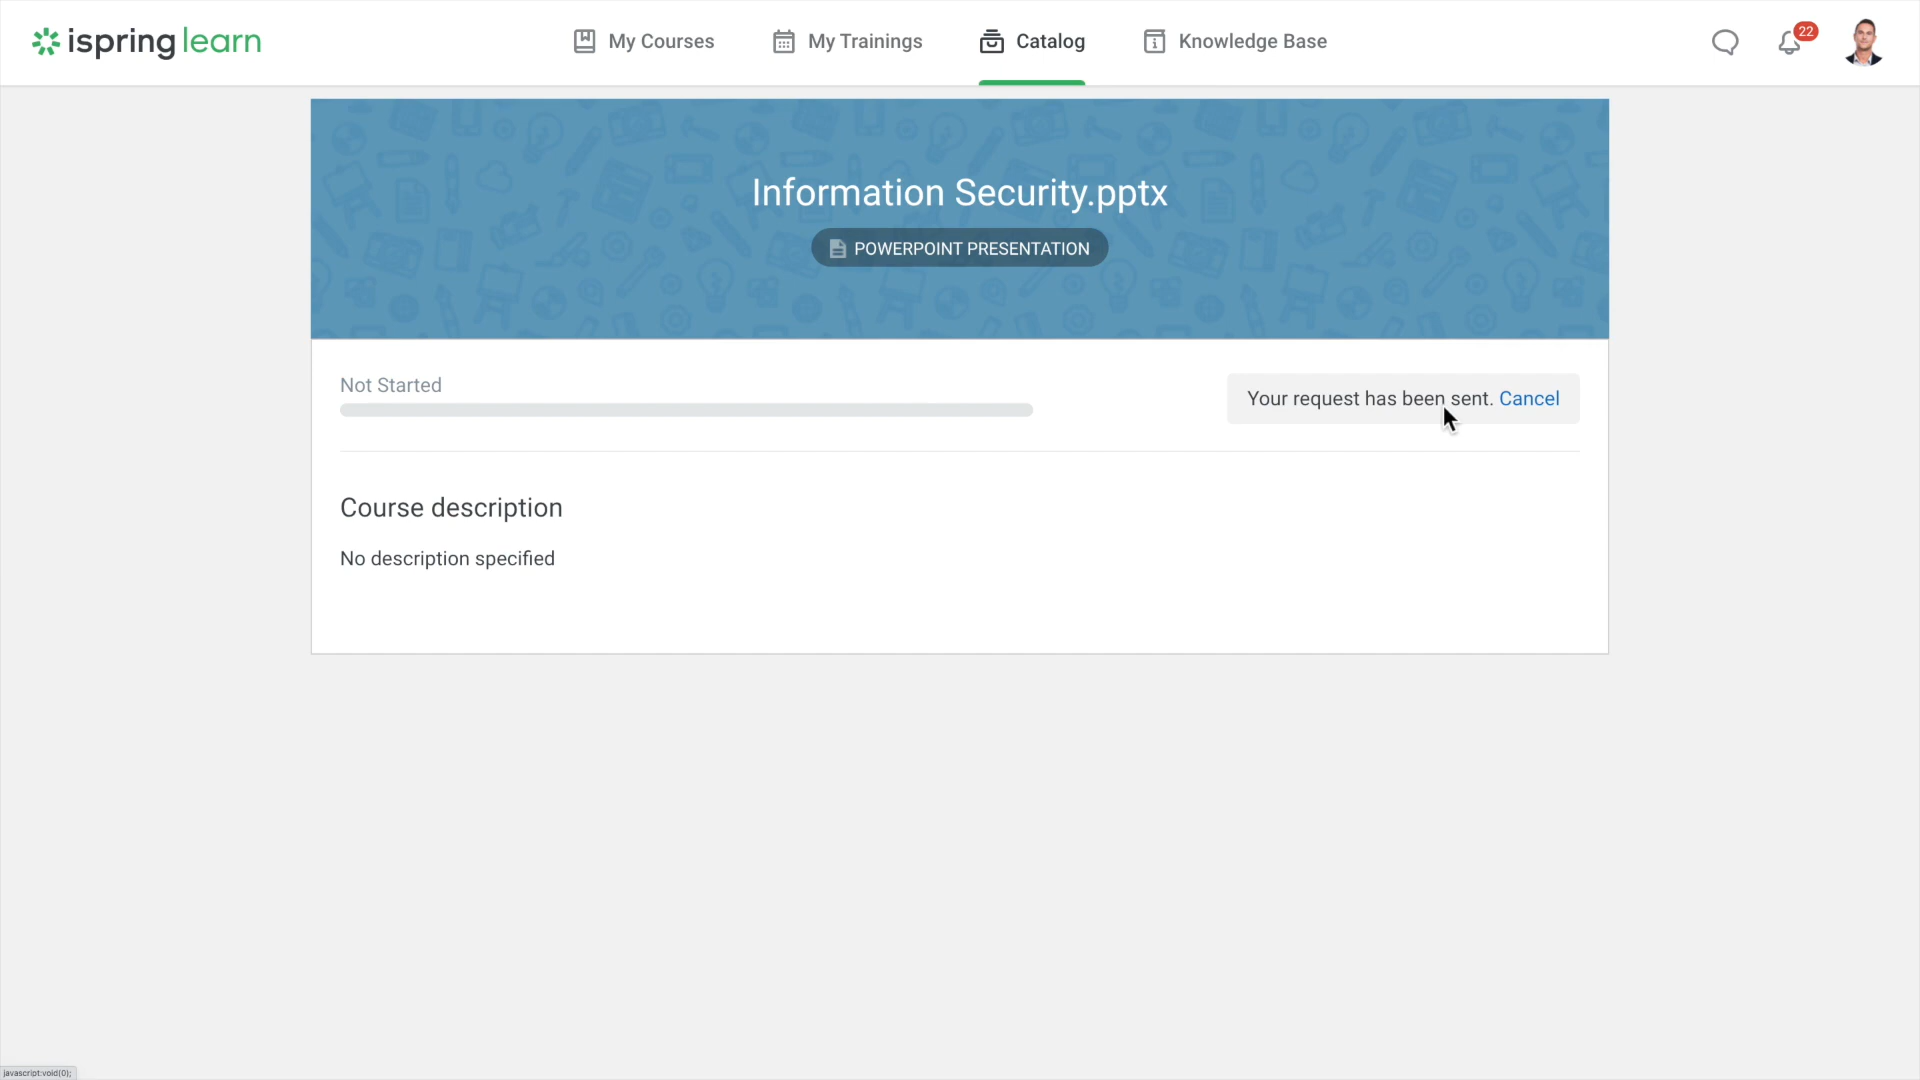 ispring learn
My Courses
My Trainings
Catalog
Knowledge Base
22
Information Security.pptx
POWERPOINT PRESENTATION
Not Started
Your request has been sent. Cancel
Course description
No description specified
javascript:void(0);